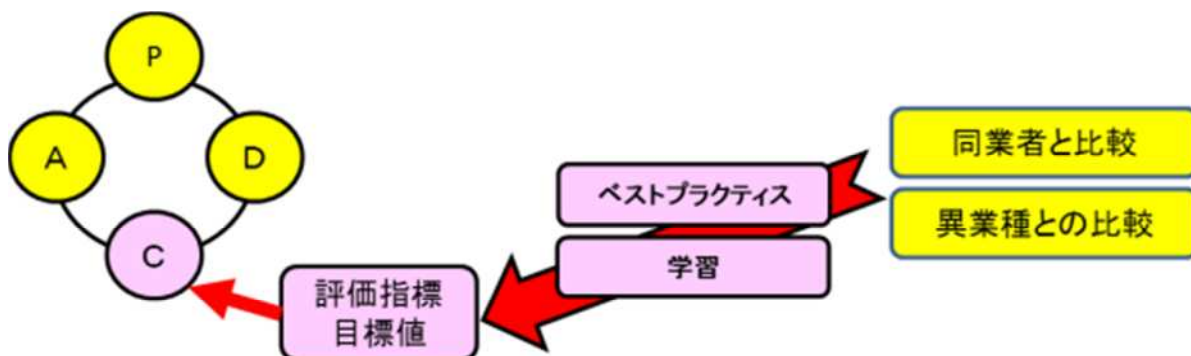 P
A
D
C
評価指標
目標値
ベストプラクティス
学習
同業者と比較
異業種との比較